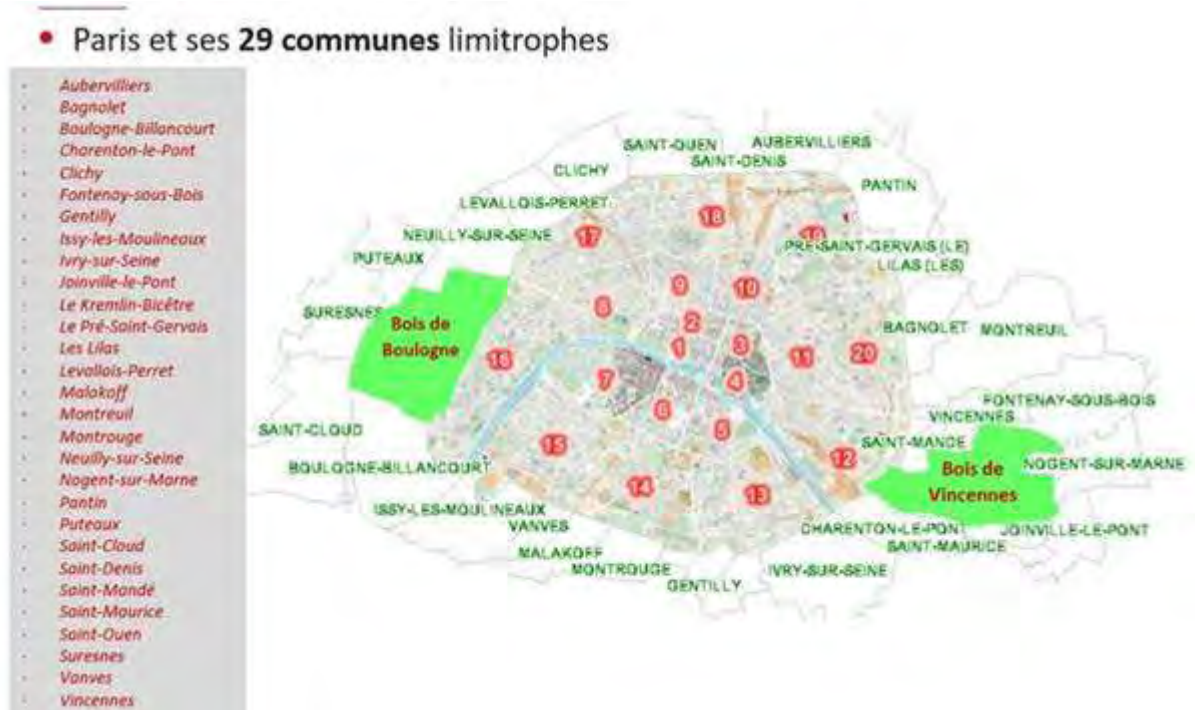 • Paris et ses 29 communes limitrophes
- Aubervilliers
- Bagnolet
- Boulogne-Billancourt
- Charenton-le-Pont
- Clichy
- Fontenay-sous-Bois
- Gentilly
- Issy-les-Moulineaux
- Ivry-sur-Seine
- Joinville-le-Pont
- Le Kremlin-Bicêtre
- Le Pré-Saint-Gervais
- Les Lilas
- Levallois-Perret
- Malakoff
- Montreuil
- Montrouge
- Neuilly-sur-Seine
- Nogent-sur-Marne
- Pantin
- Puteaux
- Saint-Cloud
- Saint-Denis
- Saint-Mandé
- Saint-Maurice
- Saint-Ouen
- Suresnes
- Vanves
- Vincennes
SAINT-OUEN
AUBERVILLIERS
SAINT-DENIS
CLICHY
PANTIN
LEVALLOIS-PERRET
18
17
19
NEUILLY-SUR-SEINE
PRE-SAINT-GERVAIS (LE)
PUTEAUX
LILAS (LES)
9
10
8
SURESNES
Bois de
Boulogne
2
BAGNOLET
MONTREUIL
1
3
11
20
16
7
4
6
5
FONTENAY-SOUS-BOIS
VINCENNES
SAINT-CLOUD
15
SAINT-MANDE
12
BOULOGNE-BILLANCOURT
Bois de
Vincennes
NOGENT-SUR-MARNE
14
13
ISSY-LES-MOULINEAUX
VANVES
CHARENTON-LE-PONT
JOINVILLE-LE-PONT
SAINT-MAURICE
MALAKOFF
MONTROUGE
IVRY-SUR-SEINE
GENTILLY